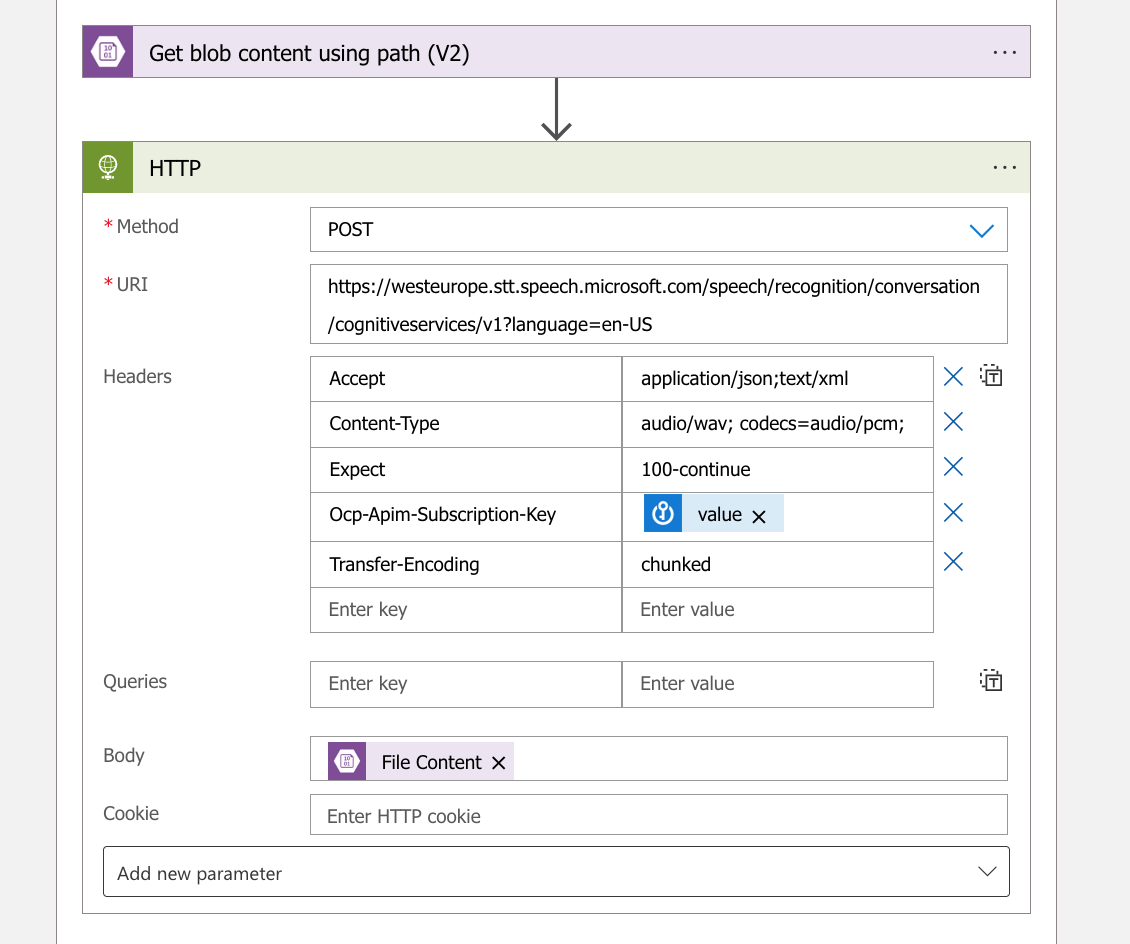 Get blob content using path (V2)
HTTP
* Method
POST
* URI
https://westeurope.stt.speech.microsoft.com/speech/recognition/conversation
/cognitiveservices/v1?language=en-US
Headers
Accept application/json;text/xml
Content-Type audio/wav; codecs=audio/pcm;
Expect 100-continue
Ocp-Apim-Subscription-Key value
Transfer-Encoding chunked
Enter key Enter value
Queries Enter key Enter value
Body File Content
Cookie Enter HTTP cookie
Add new parameter